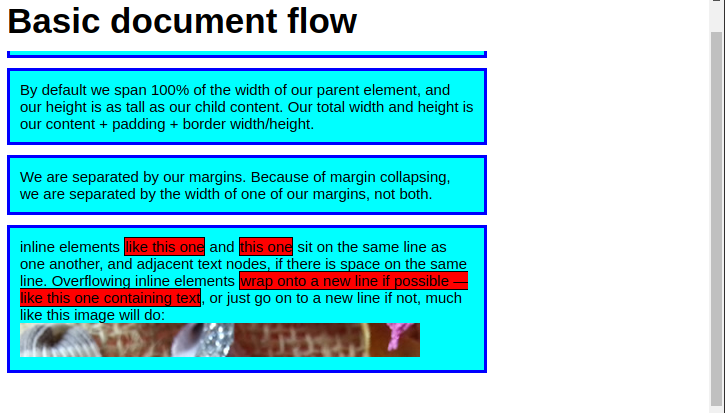 Basic document flow
By default we span 100% of the width of our parent element, and
our height is as tall as our child content. Our total width and height is
our content + padding + border width/height.
We are separated by our margins. Because of margin collapsing,
we are separated by the width of one of our margins, not both.
inline elements like this one and this one sit on the same line as
one another, and adjacent text nodes, if there is space on the same
line. Overflowing inline elements wrap onto a new line if possible —
like this one containing text, or just go on to a new line if not, much
like this image will do: